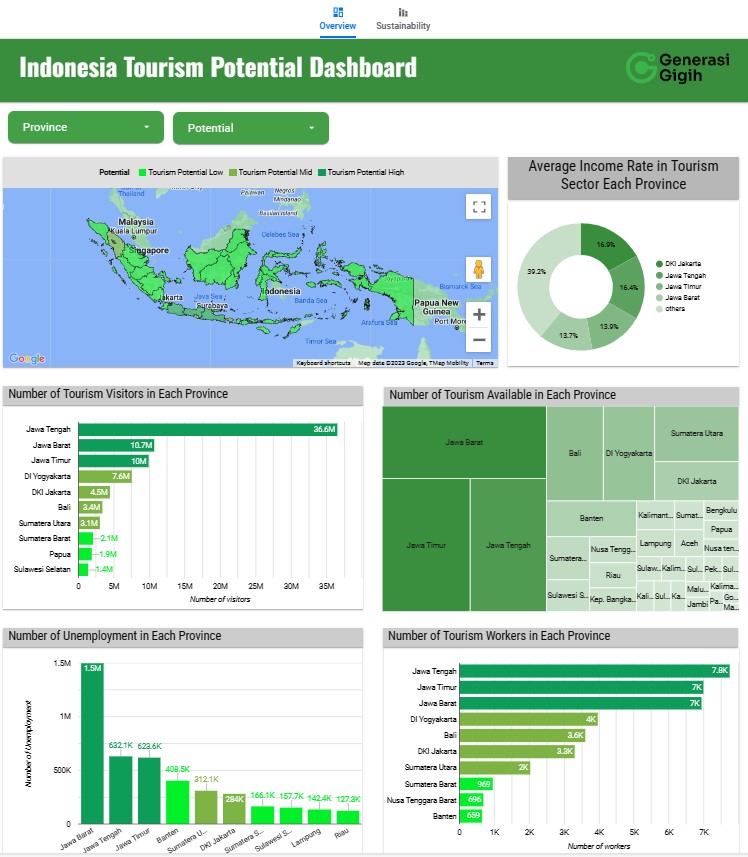 Overview
Sustainability
Indonesia Tourism Potential Dashboard
Generasi
Gigih
Province
Potential
Potential
Tourism Potential Low
Tourism Potential Mid
Tourism Potential High
Thailand
Palawan
Negros
Mindanao
Basilan Island
Malaysia
Kuala Lumpur
Celebes Sea
Singapore
Indonesia
Bismarck Sea
Jakarta
Java Sea
Banda Sea
Papua New
Guinea
Surabaya
Arafura Sea
Port More
Timor Sea
Google
Keyboard shortcuts
Map data ©2023 Google, TMap Mobility
Terms
Average Income Rate in Tourism
Sector Each Province
16.9%
16.4%
13.9%
13.7%
39.2%
DKI Jakarta
Jawa Tengah
Jawa Timur
Jawa Barat
others
Number of Tourism Visitors in Each Province
Jawa Tengah 36.6M
Jawa Barat 10.7M
Jawa Timur 10M
DI Yogyakarta 7.6M
DKI Jakarta 4.5M
Bali 3.4M
Sumatera Utara 3.1M
Sumatera Barat 2.1M
Papua 1.9M
Sulawesi Selatan 1.4M
0 5M 10M 15M 20M 25M 30M 35M
Number of visitors
Number of Tourism Available in Each Province
Jawa Barat
Jawa Timur
Jawa Tengah
Bali
DI Yogyakarta
Sumatera Utara
DKI Jakarta
Banten
Sumatera...
Sulawesi S...
Nusa Tengg...
Riau
Kep. Bangka...
Kalimant...
Sumat...
Bengkulu
Papua
Lampung
Aceh
Nusa ten...
Sulaw...
Kalim...
Sul...
Pek...
Sul...
Kali...
Sul...
Ka...
Malu...
Jambi
Kalima...
Pa...
Go...
Ma...
Number of Unemployment in Each Province
Number of Unemployment
1.5M
1M
500K
0
1.5M
632.1K
623.6K
408.5K
312.1K
284K
166.1K
157.7K
142.4K
127.3K
Jawa Barat
Jawa Tengah
Jawa Timur
Banten
Sumatera U...
DKI Jakarta
Sumatera S...
Sulawesi S...
Lampung
Riau
Number of Tourism Workers in Each Province
Jawa Tengah 7.8K
Jawa Timur 7K
Jawa Barat 7K
DI Yogyakarta 4K
Bali 3.6K
DKI Jakarta 3.3K
Sumatera Utara 2K
Sumatera Barat 969
Nusa Tenggara Barat 696
Banten 659
0 1K 2K 3K 4K 5K 6K 7K
Number of workers